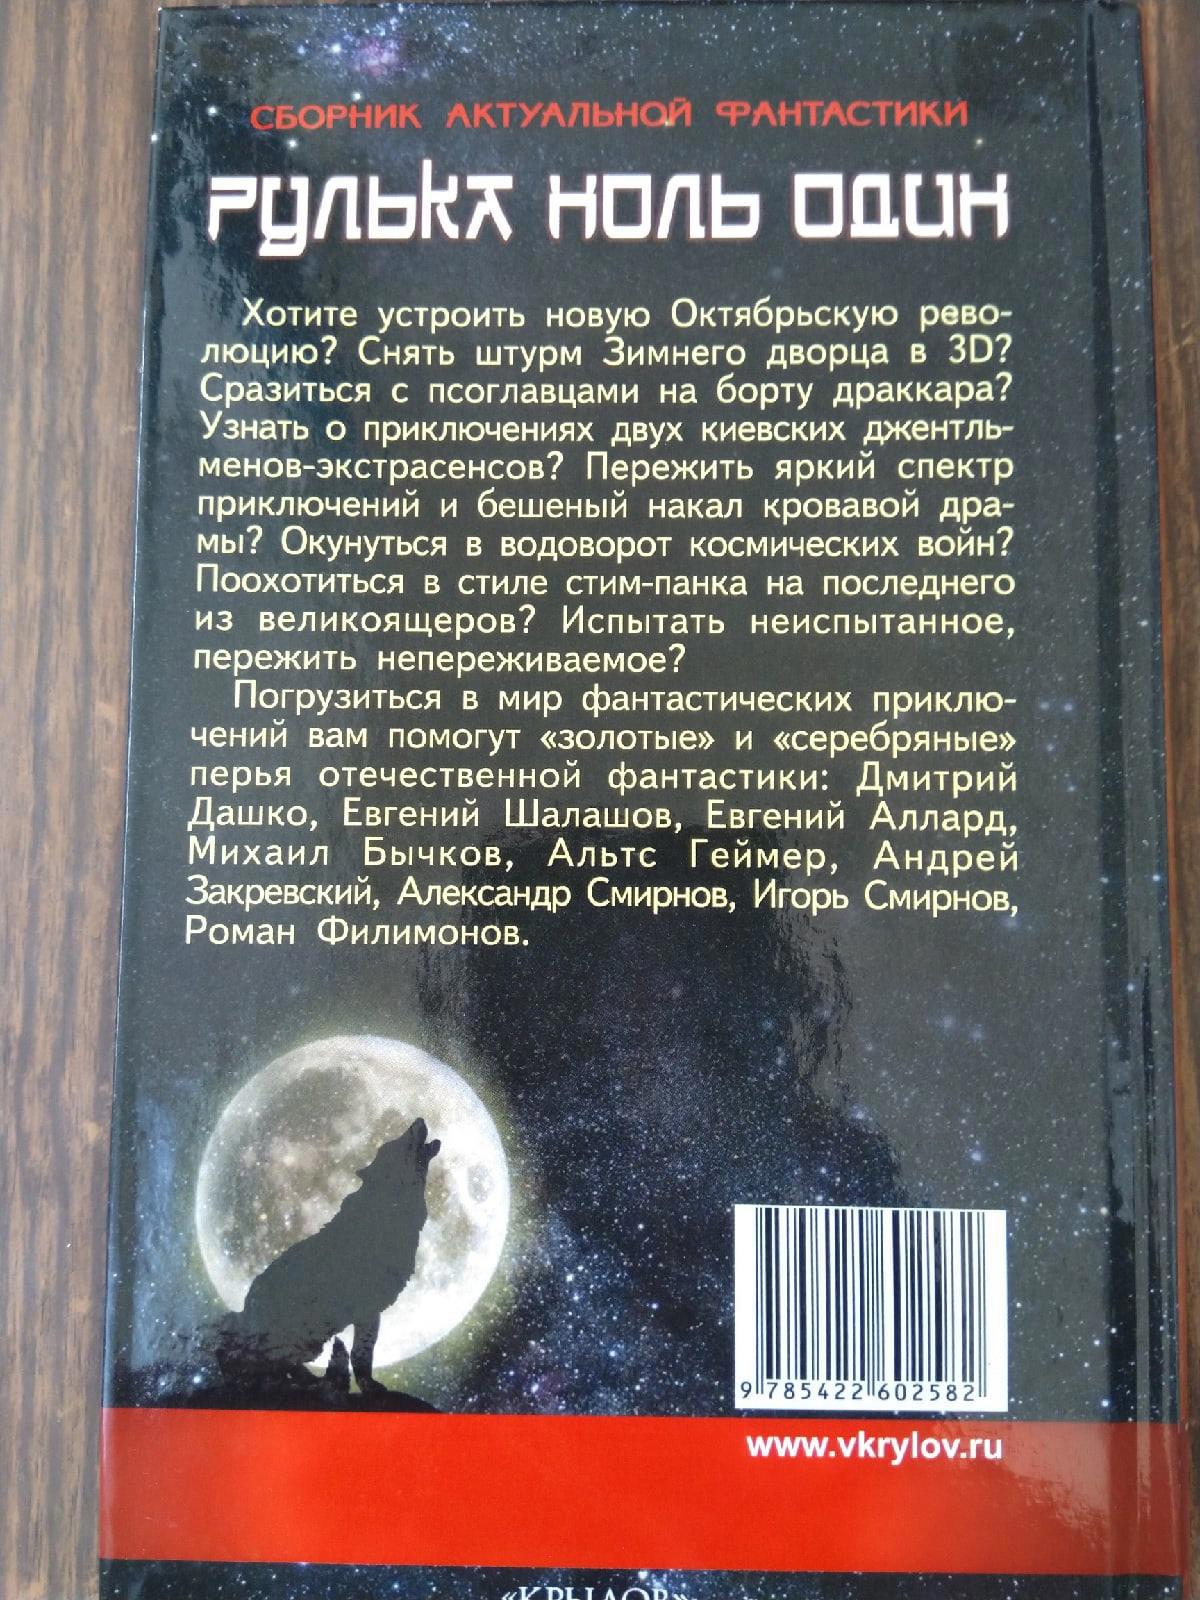 СБОРНИК АКТУАЛЬНОЙ ФАНТАСТИКИ
РУЛЬКА НОЛЬ ОДИН
Хотите устроить новую Октябрьскую рево-
люцию? Снять штурм Зимнего дворца в 3D?
Сразиться с псоглавцами на борту драккара?
Узнать о приключениях двух киевских джентль-
менов-экстрасенсов? Пережить яркий спектр
приключений и бешеный накал кровавой дра-
мы? Окунуться в водоворот космических войн?
Поохотиться в стиле стим-панка на последнего
из великоящеров? Испытать неиспытанное,
пережить непереживаемое?
Погрузиться в мир фантастических приклю-
чений вам помогут «золотые» и «серебряные»
перья отечественной фантастики: Дмитрий
Дашко, Евгений Шалашов, Евгений Аллард,
Михаил Бычков, Альтс Геймер, Андрей
Закревский, Александр Смирнов, Игорь Смирнов,
Роман Филимонов.
9 785422 602582
www.vkrylov.ru
«КРЫЛОВ»